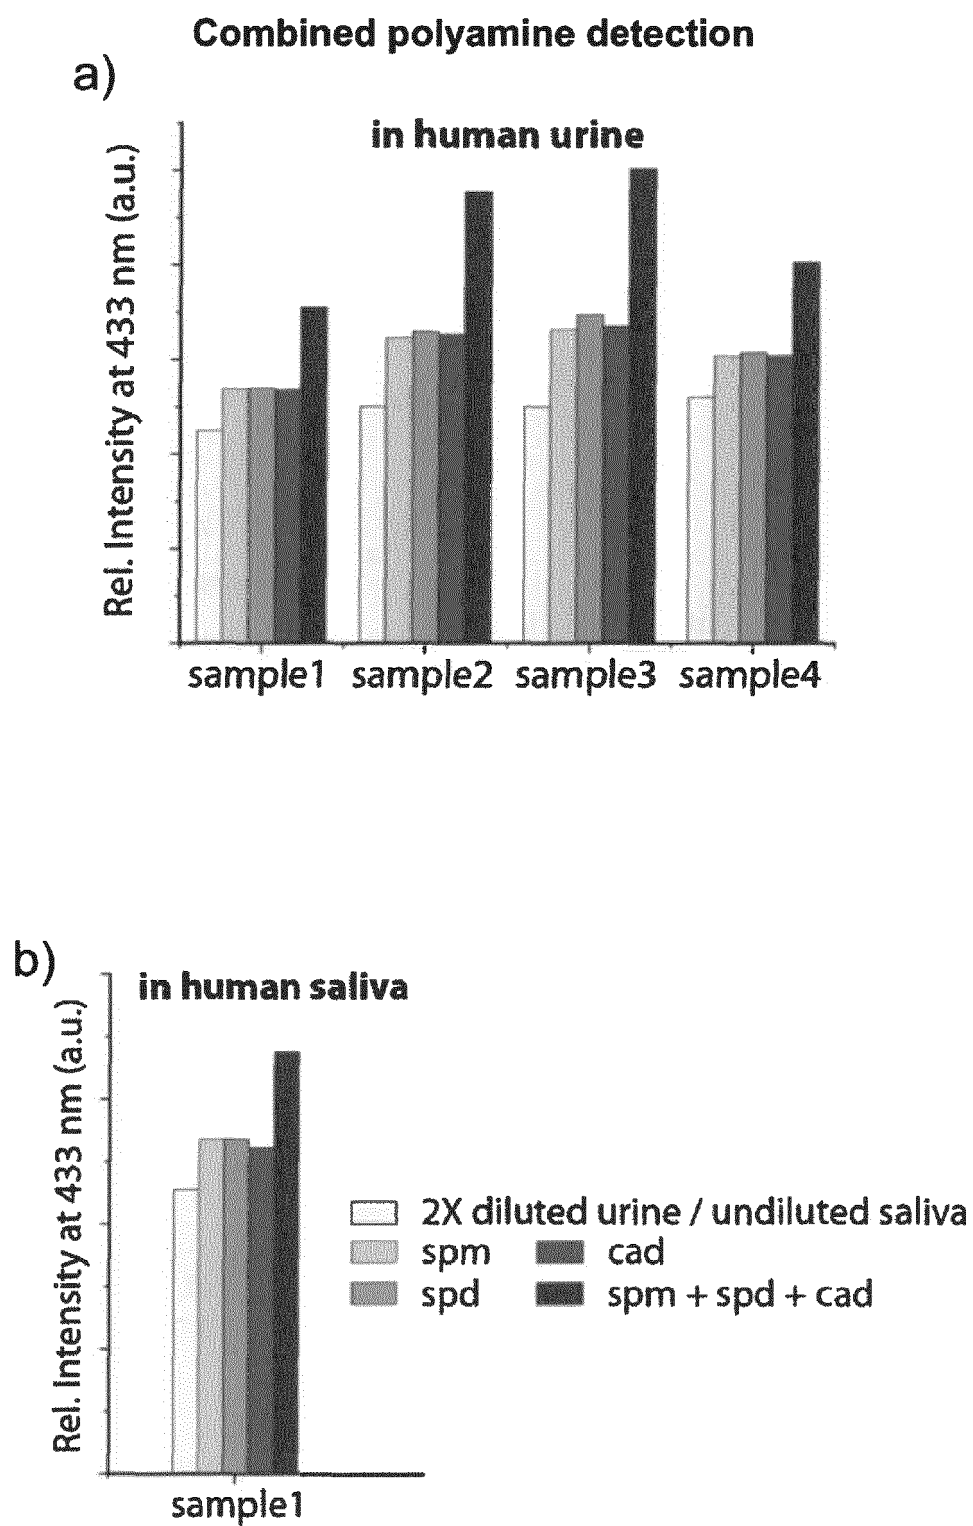 Combined polyamine detection
a)
in human urine
Rel. Intensity at 433 nm (a.u.)
sample1 sample2 sample3 sample4
b)
in human saliva
Rel. Intensity at 433 nm (a.u.)
2X diluted urine / undiluted saliva
spm cad
spd spm + spd + cad
sample1